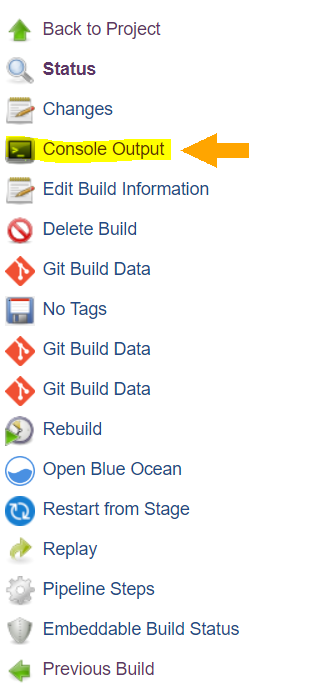 Back to Project
Status
Changes
Console Output
Edit Build Information
Delete Build
Git Build Data
No Tags
Git Build Data
Git Build Data
Rebuild
Open Blue Ocean
Restart from Stage
Replay
Pipeline Steps
Embeddable Build Status
Previous Build